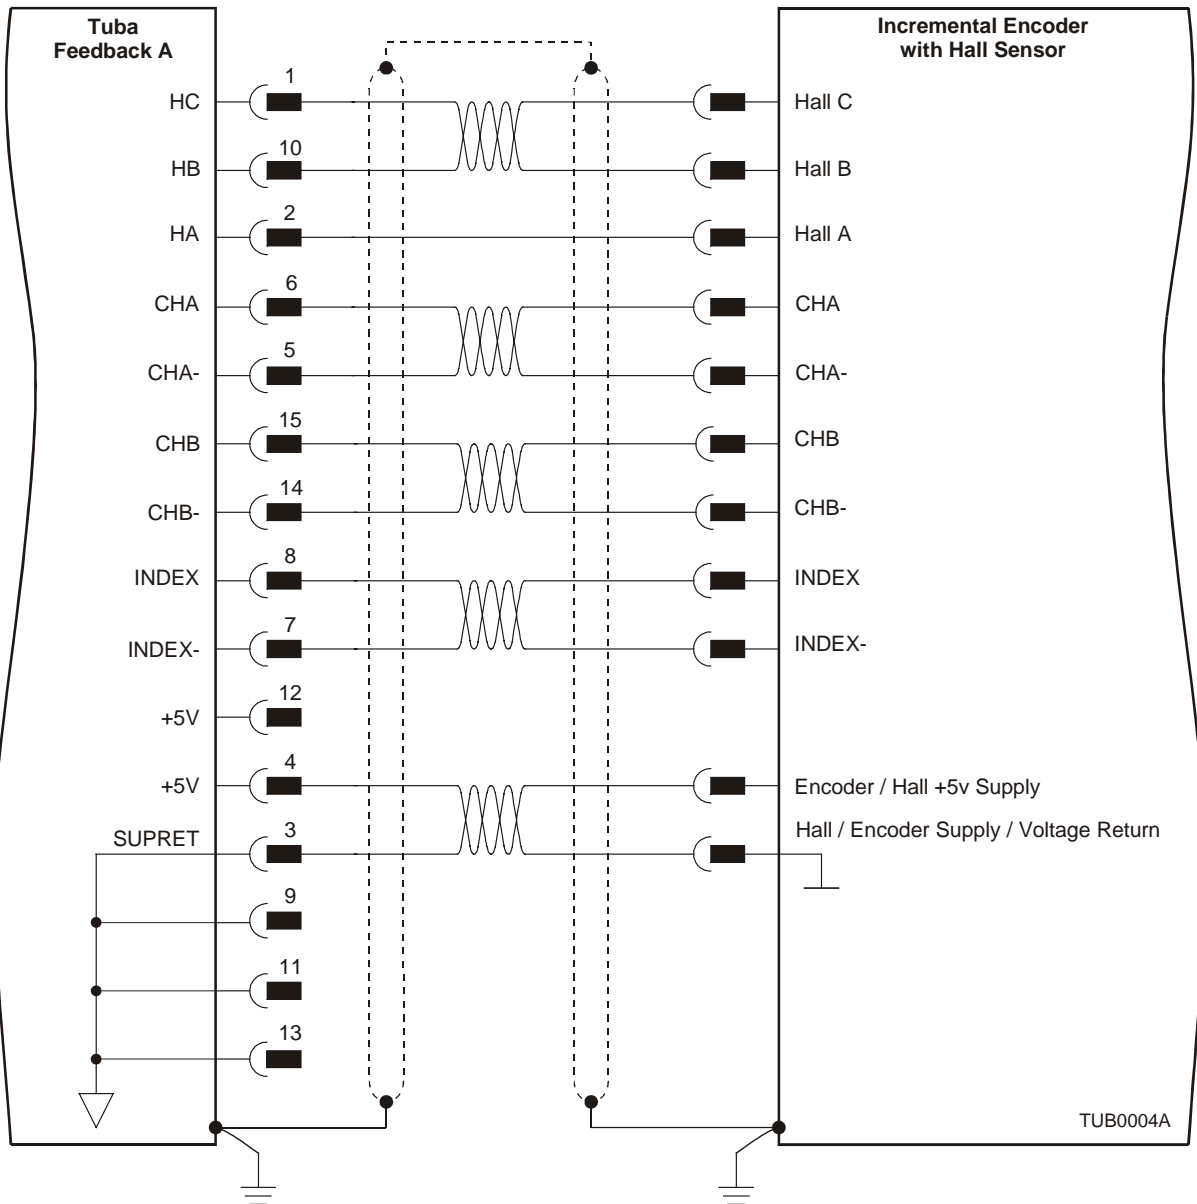 Tuba
Feedback A
Incremental Encoder
with Hall Sensor
HC 1 Hall C
HB 10 Hall B
HA 2 Hall A
CHA 6 CHA
CHA- 5 CHA-
CHB 15 CHB
CHB- 14 CHB-
INDEX 8 INDEX
INDEX- 7 INDEX-
+5V 12
+5V 4 Encoder / Hall +5v Supply
SUPRET 3 Hall / Encoder Supply / Voltage Return
9
11
13
TUB0004A